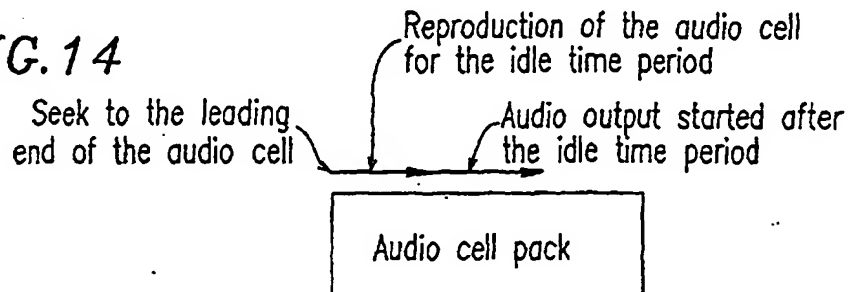 G.14
Reproduction of the audio cell
for the idle time period
Seek to the leading
end of the audio cell
Audio output started after
the idle time period
Audio cell pack